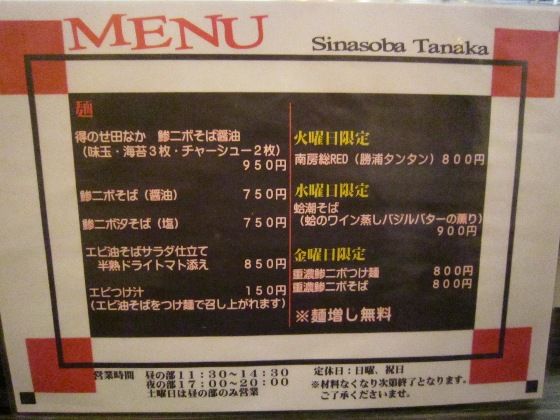 MENU
Sinasoba Tanaka
麺
得のせ田なか 鯵ニボそば醤油
(味玉・海苔3枚・チャーシュー2枚)
950円
鯵ニボそば(醤油) 750円
鯵ニボ汐そば(塩) 750円
エビ油そばサラダ仕立て
半熟ドライトマト添え 850円
エビつけ汁 150円
(エビ油そばをつけ麺で召し上がれます)
火曜日限定
南房総RED(勝浦タンタン)800円
水曜日限定
蛤潮そば
(蛤のワイン蒸しバジルバターの薫り)
900円
金曜日限定
重濃鯵ニボつけ麺 800円
重濃鯵ニボそば 800円
※麺増し無料
営業時間 昼の部11:30~14:30
夜の部17:00~20:00
土曜日は昼の部のみ営業
定休日:日曜、祝日
※材料なくなり次第終了となります。
ご了承くださいませ。